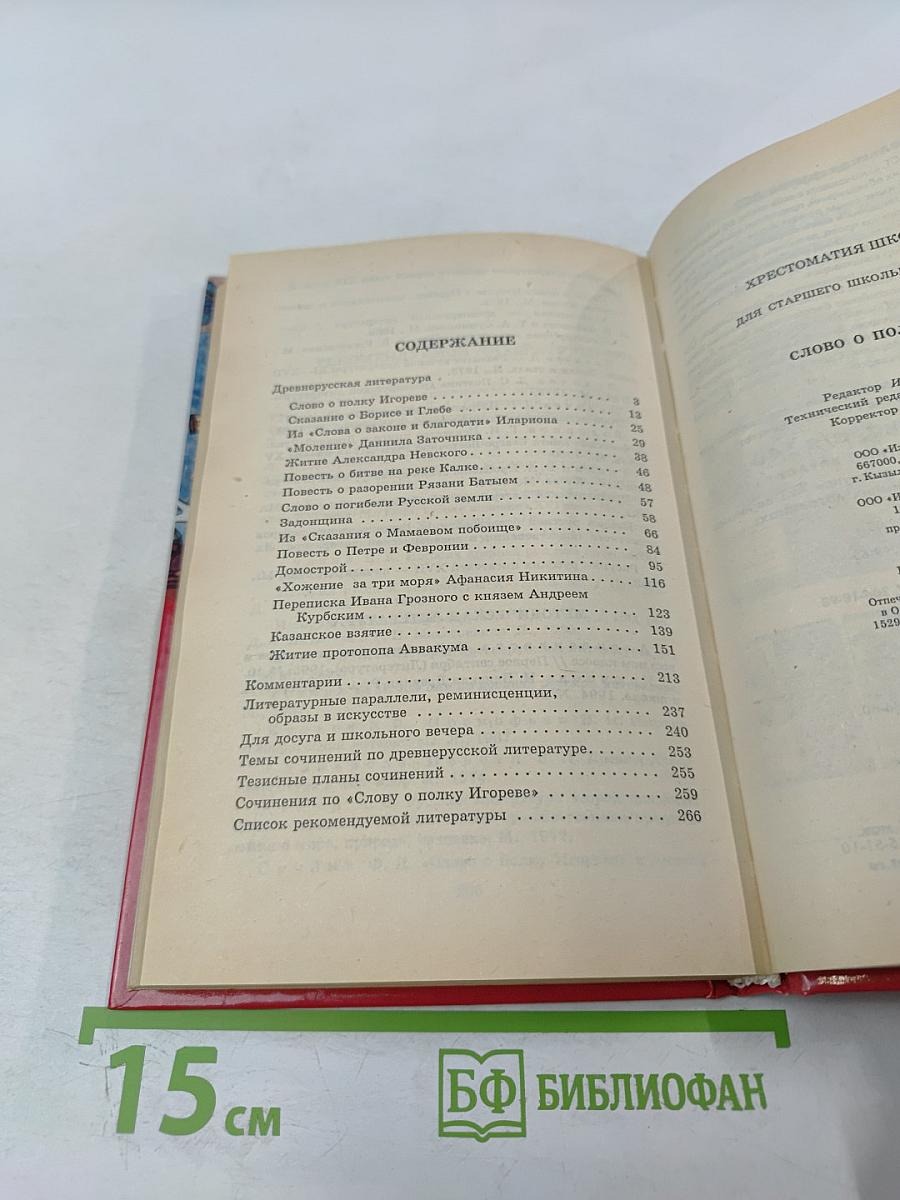 СОДЕРЖАНИЕ
Древнерусская литература
Слово о полку Игореве . . . . . . . . . . . . . . . . . . . . 3
Сказание о Борисе и Глебе . . . . . . . . . . . . . . . . . 13
Из «Слова о законе и благодати» Илариона . . . . . . 25
«Моление» Даниила Заточника . . . . . . . . . . . . . . 29
Житие Александра Невского . . . . . . . . . . . . . . . . 38
Повесть о битве на реке Калке. . . . . . . . . . . . . . . 46
Повесть о разорении Рязани Батыем . . . . . . . . . . . 48
Слово о погибели Русской земли . . . . . . . . . . . . . 57
Задонщина . . . . . . . . . . . . . . . . . . . . . . . . . . . 58
Из «Сказания о Мамаевом побоище» . . . . . . . . . . . 66
Повесть о Петре и Февронии . . . . . . . . . . . . . . . . 84
Домострой . . . . . . . . . . . . . . . . . . . . . . . . . . . 95
«Хожение за три моря» Афанасия Никитина . . . . . 116
Переписка Ивана Грозного с князем Андреем
Курбским . . . . . . . . . . . . . . . . . . . . . . . . . . 123
Казанское взятие . . . . . . . . . . . . . . . . . . . . . . 139
Житие протопопа Аввакума . . . . . . . . . . . . . . . . 151
Комментарии . . . . . . . . . . . . . . . . . . . . . . . . . 213
Литературные параллели, реминисценции,
образы в искусстве . . . . . . . . . . . . . . . . . . . . 237
Для досуга и школьного вечера . . . . . . . . . . . . . . 240
Темы сочинений по древнерусской литературе. . . . . . 253
Тезисные планы сочинений . . . . . . . . . . . . . . . . . 255
Сочинения по «Слову о полку Игореве» . . . . . . . . . 259
Список рекомендуемой литературы . . . . . . . . . . . . 266
ХРЕСТОМАТИЯ
ДЛЯ СТАРШЕГО
СЛОВО О
Редактор
Технический
Корректор
ООО
667000,
г. Кызыл
ООО
в
1529
15 см
БФ БИБЛИОФАН